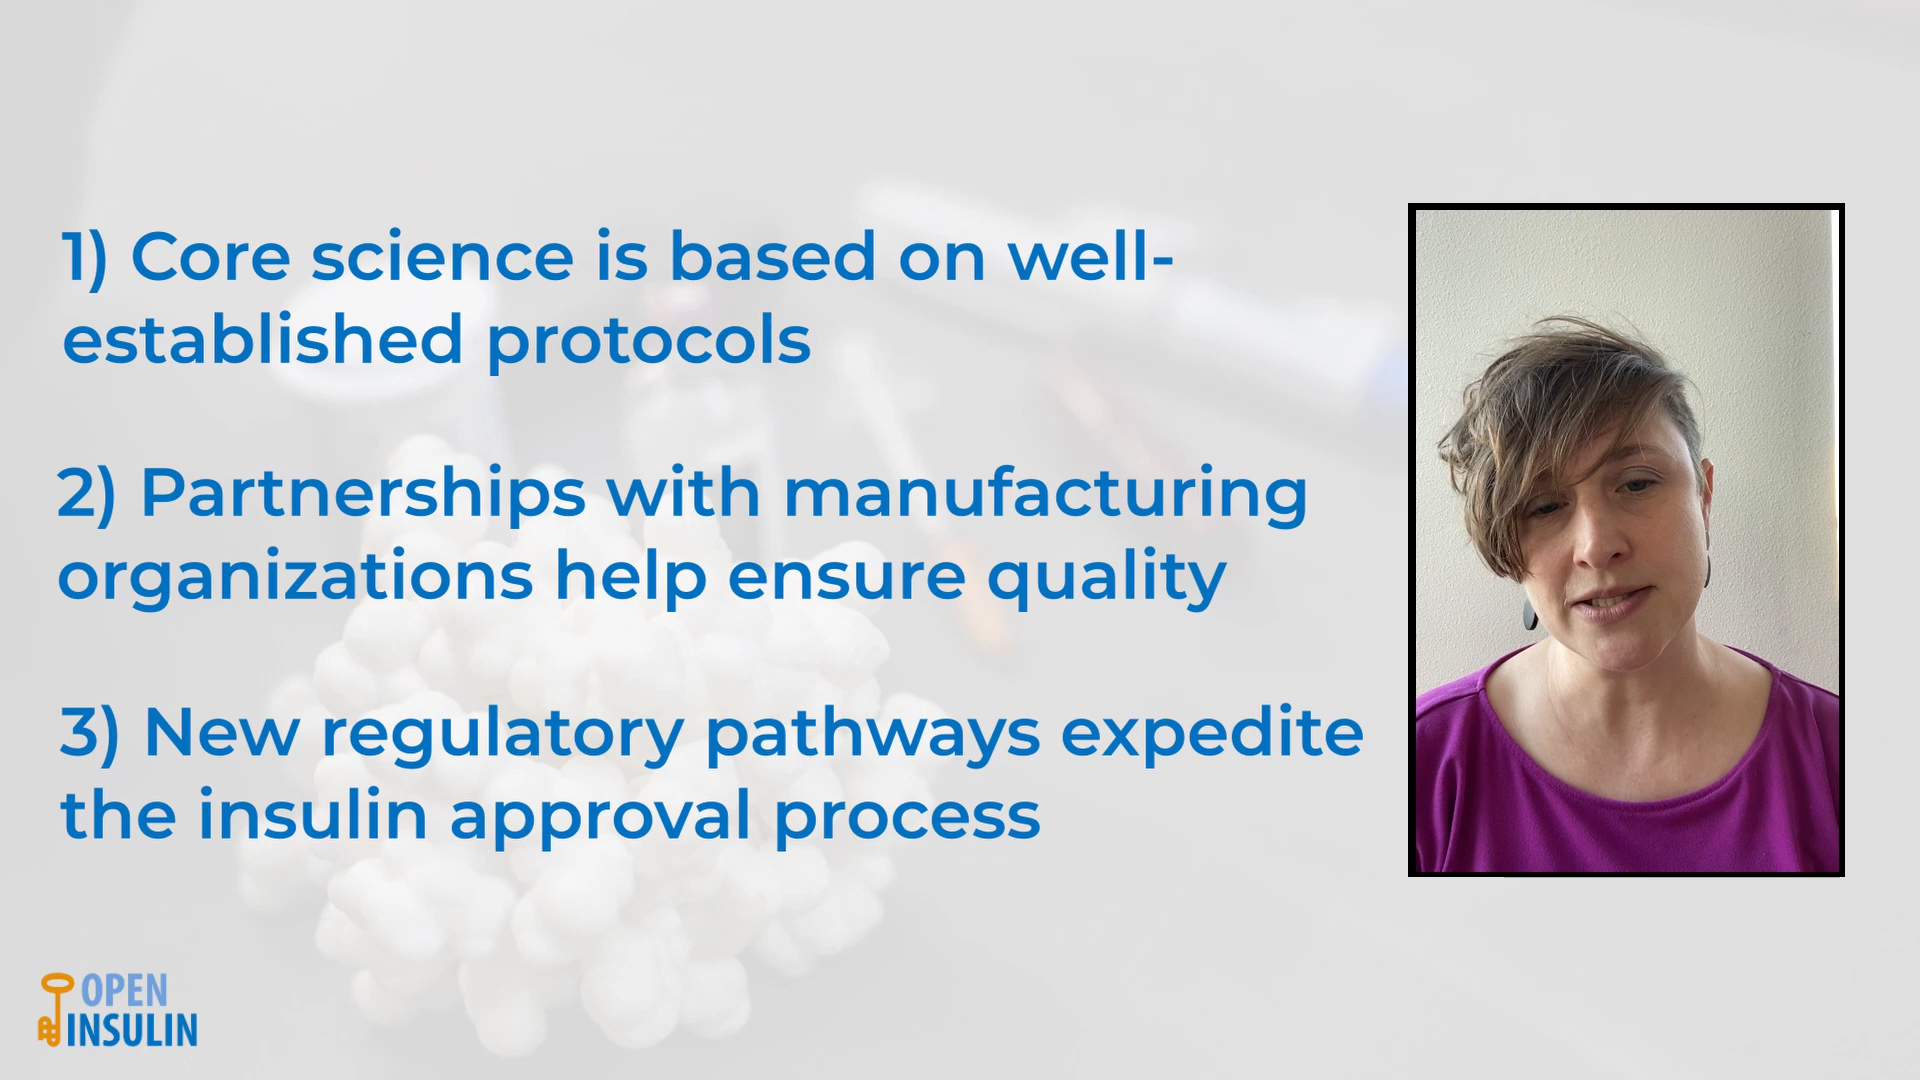 1) Core science is based on well-
established protocols
2) Partnerships with manufacturing
organizations help ensure quality
3) New regulatory pathways expedite
the insulin approval process
OPEN
INSULIN